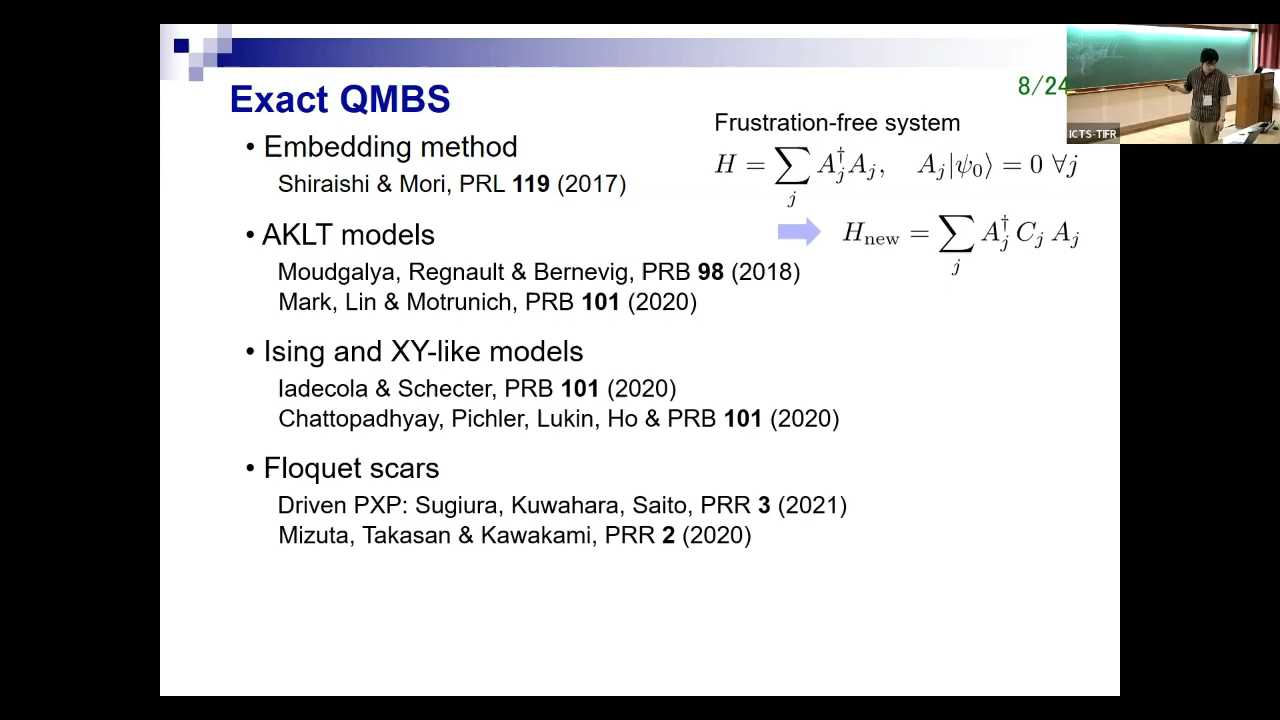 Exact QMBS
8/24
• Embedding method
Shiraishi & Mori, PRL 119 (2017)
Frustration-free system
H = ∑_j A_j^† A_j, A_j|ψ_0⟩ = 0 ∀j
H_new = ∑_j A_j^† C_j A_j
• AKLT models
Moudgalya, Regnault & Bernevig, PRB 98 (2018)
Mark, Lin & Motrunich, PRB 101 (2020)
• Ising and XY-like models
Iadecola & Schecter, PRB 101 (2020)
Chattopadhyay, Pichler, Lukin, Ho & PRB 101 (2020)
• Floquet scars
Driven PXP: Sugiura, Kuwahara, Saito, PRR 3 (2021)
Mizuta, Takasan & Kawakami, PRR 2 (2020)
ICTS-TIFR